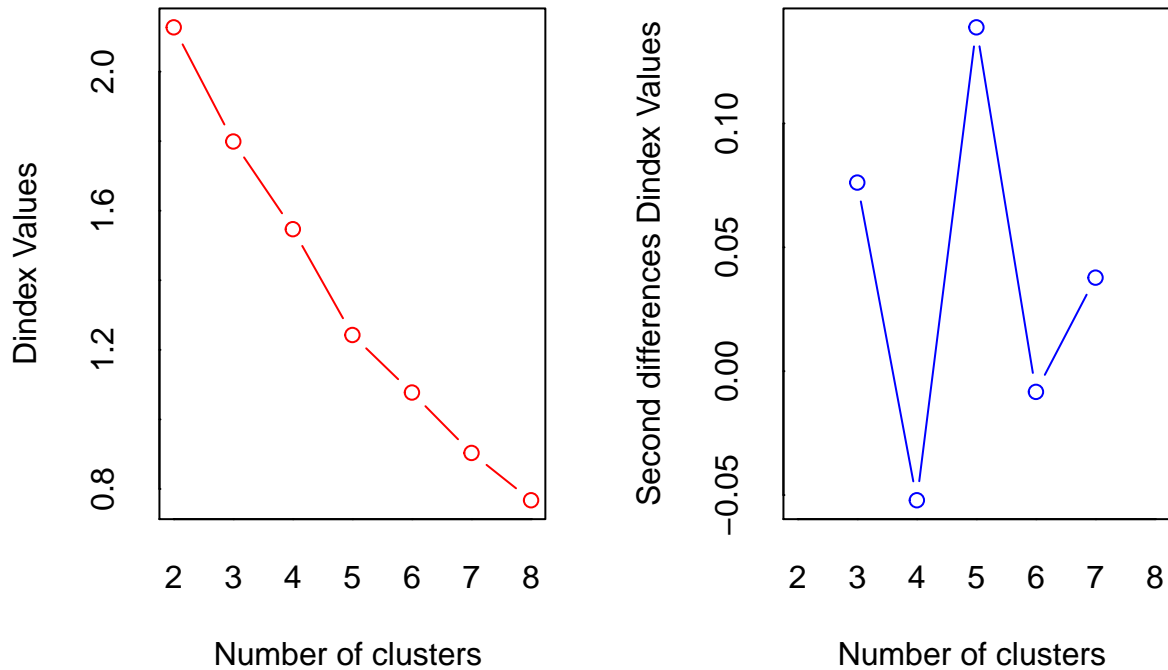 Dindex Values
2.0
1.6
1.2
0.8
2 3 4 5 6 7 8
Number of clusters
Second differences Dindex Values
0.10
0.05
0.00
−0.05
2 3 4 5 6 7 8
Number of clusters